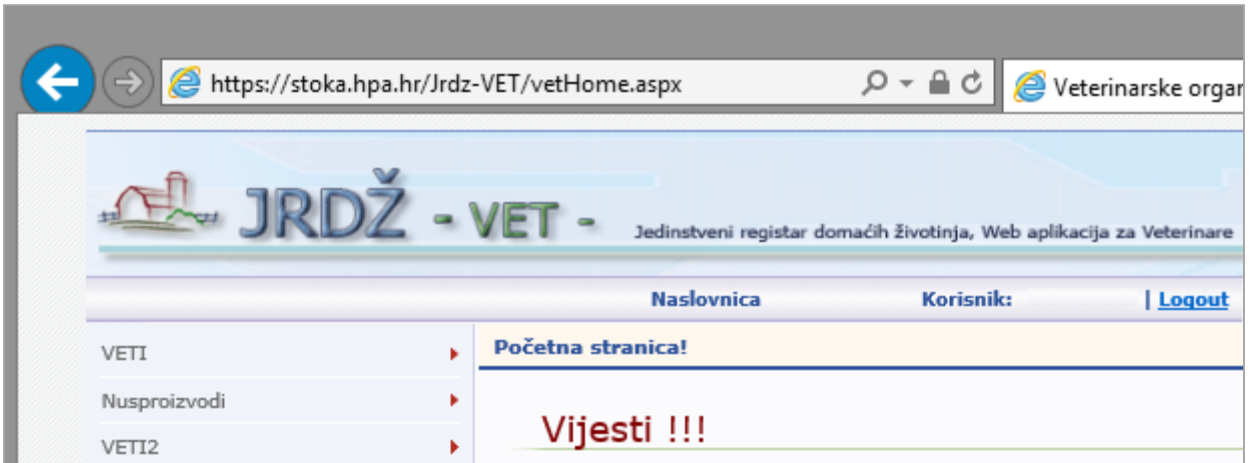 https://stoka.hpa.hr/Jrdz-VET/vetHome.aspx
Veterinarske organ
JRDŽ - VET - Jedinstveni registar domaćih životinja, Web aplikacija za Veterinare
Naslovnica Korisnik: | Logout
VETI
Nusproizvodi
VETI2
Početna stranica!
Vijesti !!!